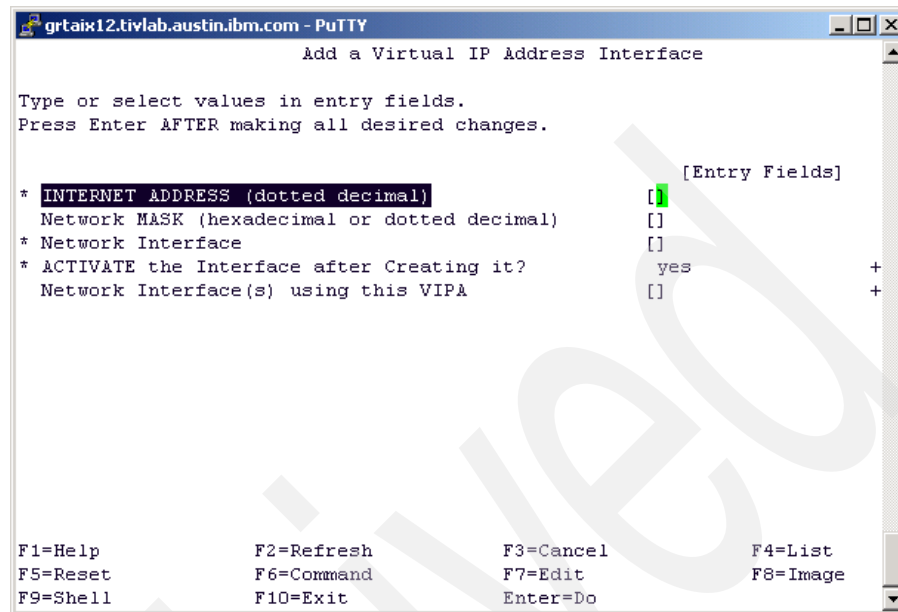 grtaix12.tivlab.austin.ibm.com - PuTTY
Add a Virtual IP Address Interface
Type or select values in entry fields.
Press Enter AFTER making all desired changes.
[Entry Fields]
* INTERNET ADDRESS (dotted decimal) []
Network MASK (hexadecimal or dotted decimal) []
* Network Interface []
* ACTIVATE the Interface after Creating it? yes +
Network Interface(s) using this VIPA [] +
F1=Help F2=Refresh F3=Cancel F4=List
F5=Reset F6=Command F7=Edit F8=Image
F9=Shell F10=Exit Enter=Do